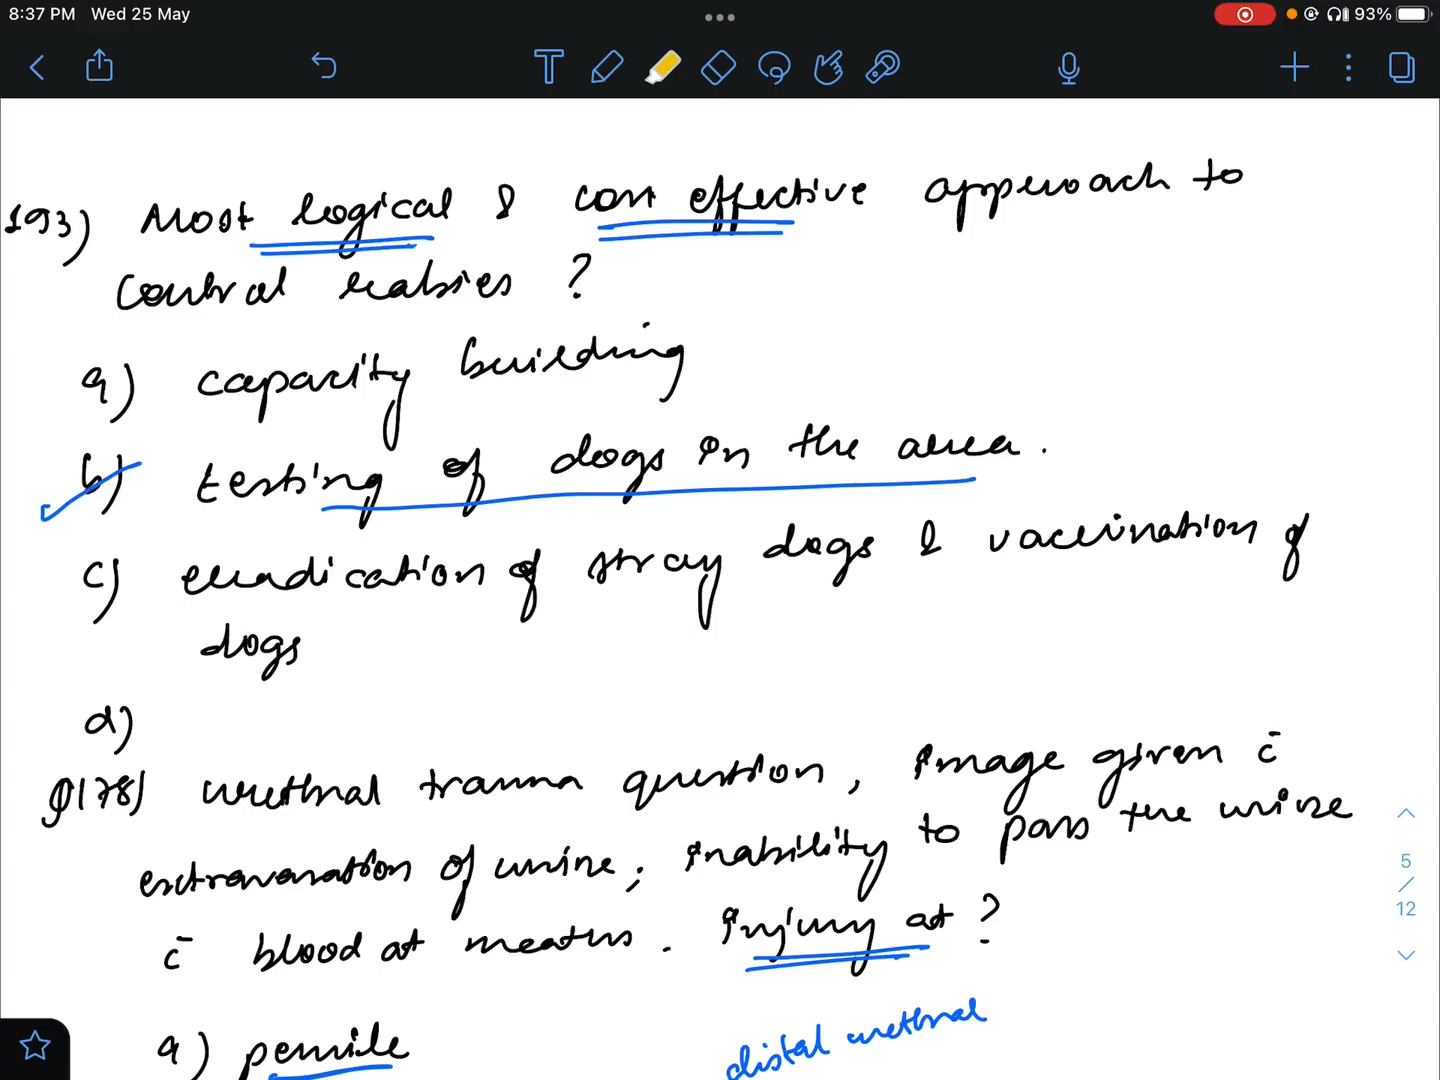 8:37 PM Wed 25 May
93%
193) Most logical & cost effective approach to
control rabies ?
a) capacity building
b) testing of dogs in the area.
c) eradication of stray dogs & vaccination of
dogs
d)
Q178) urethral trauma question, image given c̄
extravasation of urine; inability to pass the urine
c̄ blood at meatus. Injury at ?
5
/
12
a) penile
distal urethral